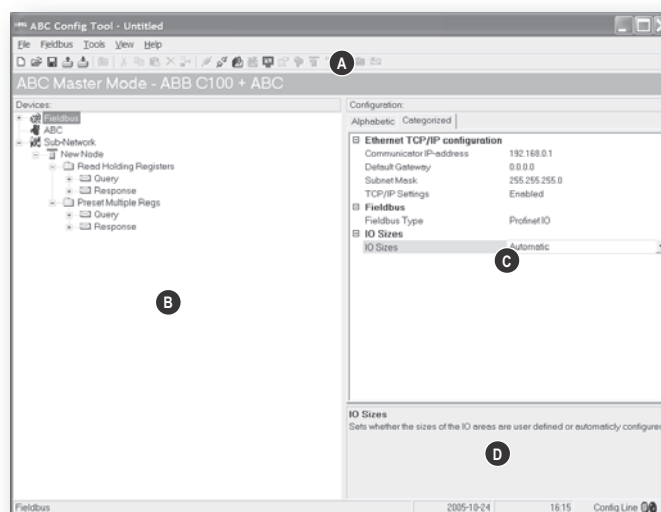 ABC Config Tool - Untitled
File Fieldbus Tools View Help
A
ABC Master Mode - ABB C100 + ABC
Devices:
Fieldbus
ABC
Sub-Network
New Node
Read Holding Registers
Query
Response
Preset Multiple Regs
Query
Response
B
Configuration:
Alphabetic Categorized
Ethernet TCP/IP configuration
Communicator IP-address 192.168.0.1
Default Gateway 0.0.0.0
Subnet Mask 255.255.255.0
TCP/IP Settings Enabled
Fieldbus
Fieldbus Type Profinet IO
IO Sizes
IO Sizes Automatic
C
IO Sizes
Sets whether the sizes of the IO areas are user defined or automaticly configured
D
Fieldbus 2005-10-24 16:15 Config Line